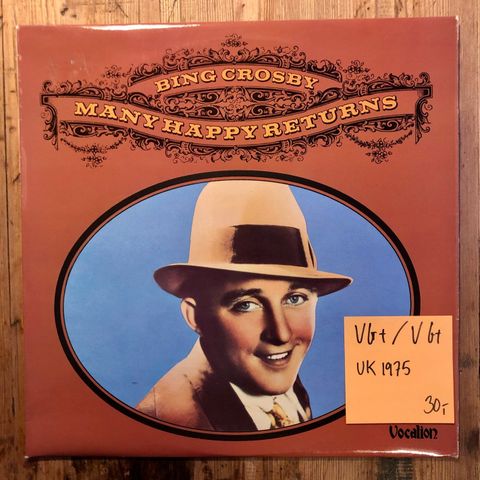 BING CROSBY
MANY HAPPY RETURNS
VG+/VG+
UK 1975
30,-
Vocalion